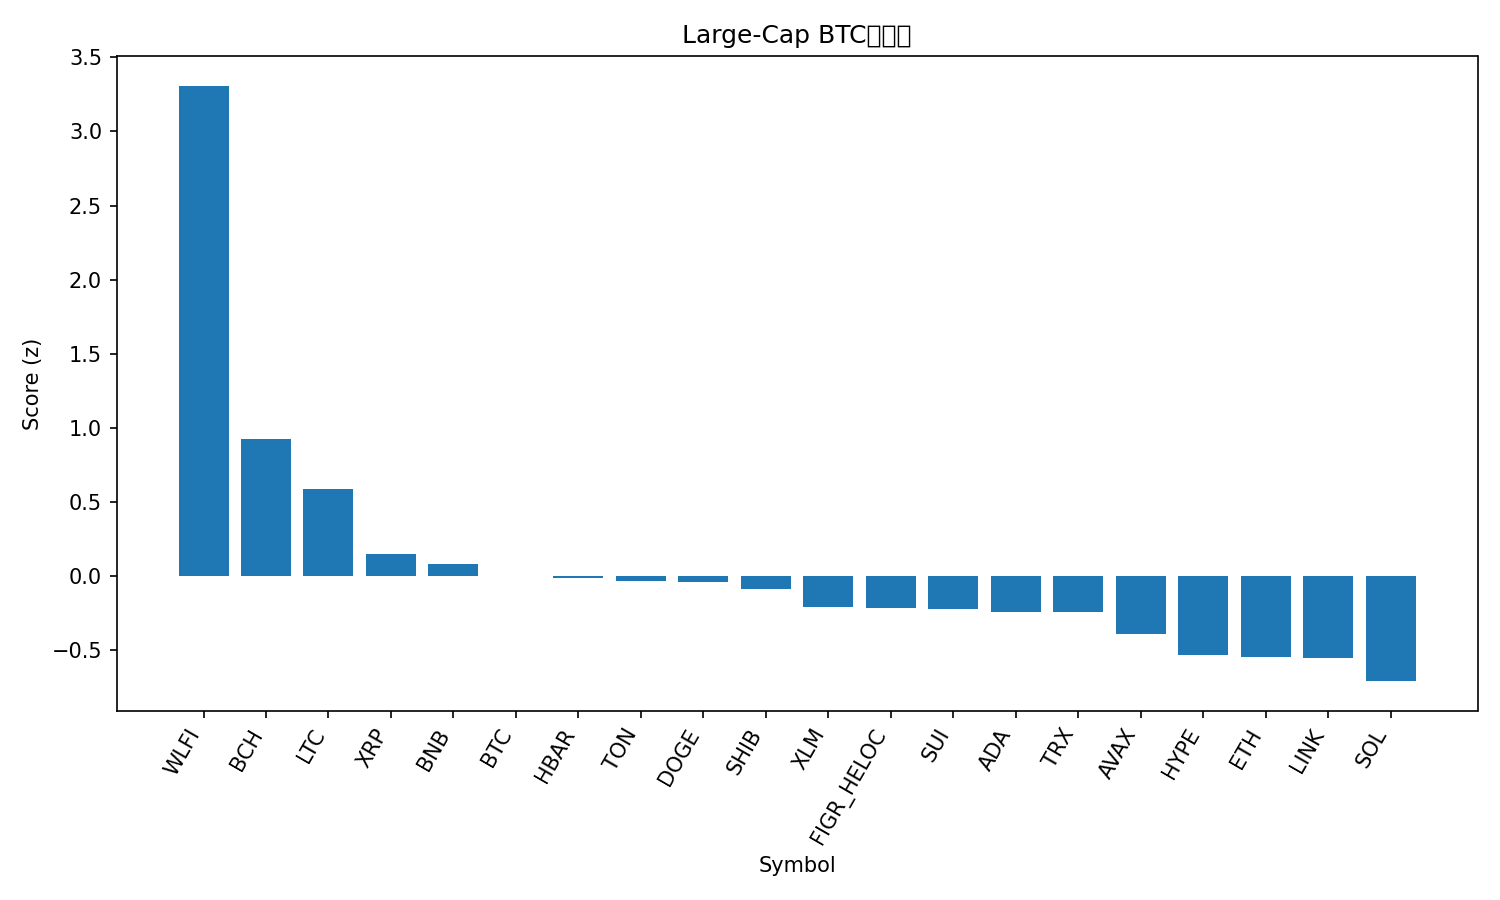 Large-Cap BTC
3.5
3.0
2.5
2.0
1.5
1.0
0.5
0.0
−0.5
Score (z)
WLFI
BCH
LTC
XRP
BNB
BTC
HBAR
TON
DOGE
SHIB
XLM
FIGR_HELOC
SUI
ADA
TRX
AVAX
HYPE
ETH
LINK
SOL
Symbol